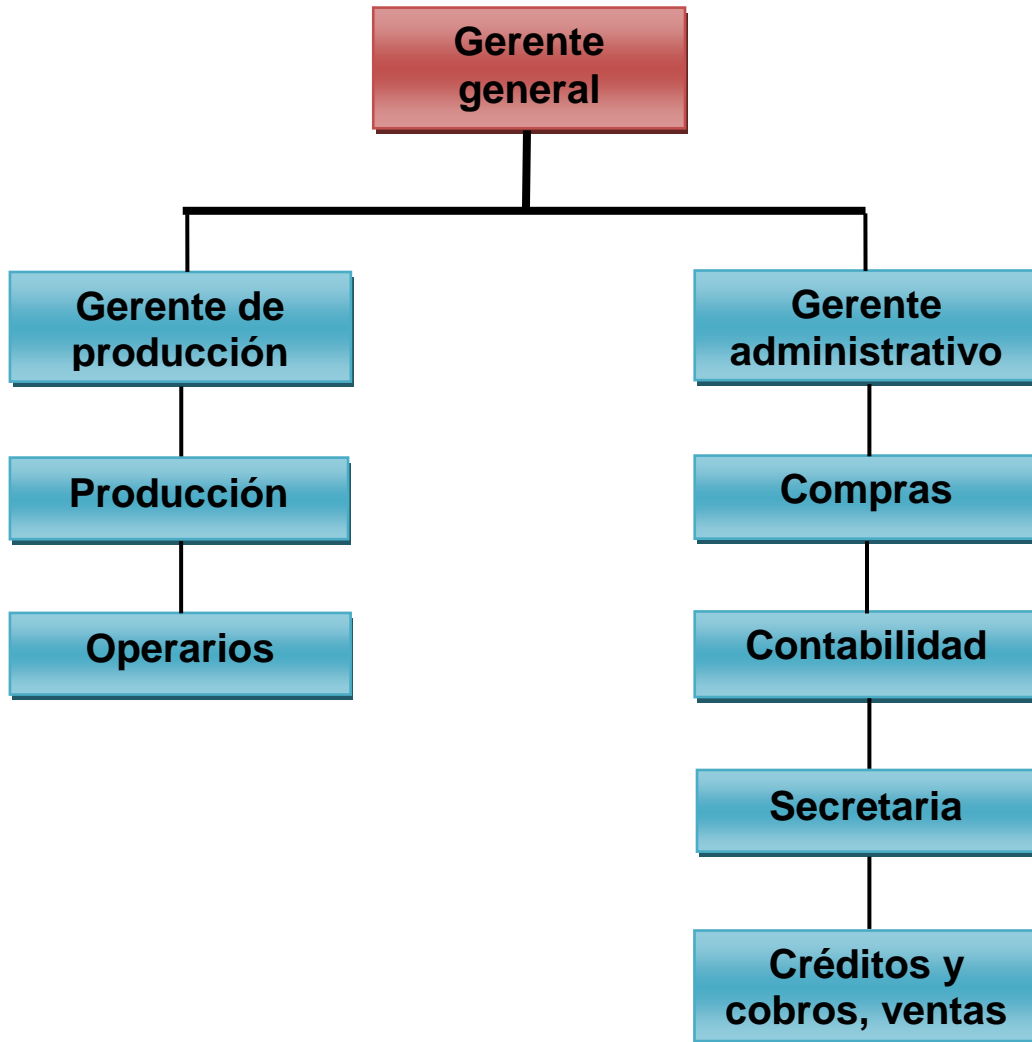 Gerente
general
Gerente de
producción
Gerente
administrativo
Producción
Compras
Operarios
Contabilidad
Secretaria
Créditos y
cobros, ventas